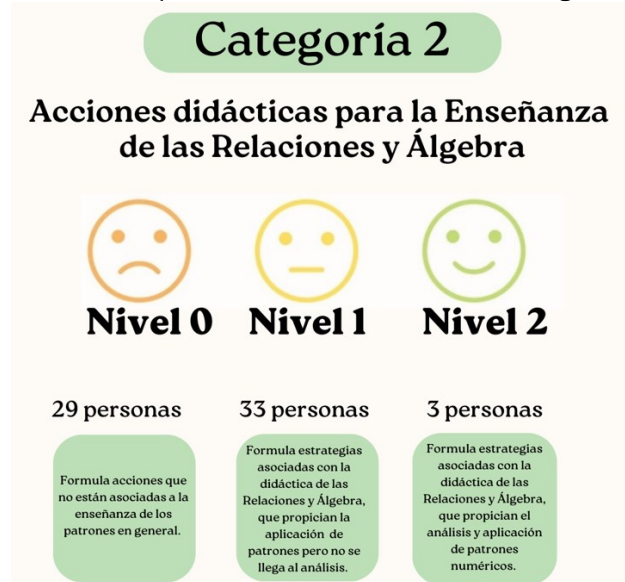 Categoría 2
Acciones didácticas para la Enseñanza
de las Relaciones y Álgebra
Nivel 0
Nivel 1
Nivel 2
29 personas
33 personas
3 personas
Formula acciones que
no están asociadas a la
enseñanza de los
patrones en general.
Formula estrategias
asociadas con la
didáctica de las
Relaciones y Álgebra,
que propician la
aplicación de
patrones pero no se
llega al análisis.
Formula estrategias
asociadas con la
didáctica de las
Relaciones y Álgebra,
que propician el
análisis y aplicación
de patrones
numéricos.